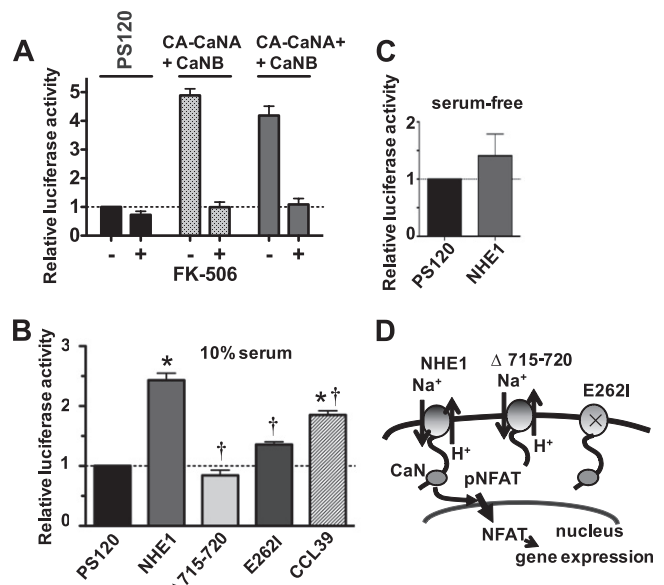 A
PS120
CA-CaNA
+ CaNB
CA-CaNA+
+ CaNB
Relative luciferase activity
5
4
3
2
1
0
- + - + - +
FK-506
B
Relative luciferase activity
3
2
1
0
10% serum
*
†
†
*†
PS120
NHE1
Δ 715-720
E262I
CCL39
C
Relative luciferase activity
serum-free
2
1
0
PS120
NHE1
D
NHE1
Na⁺
H⁺
Δ 715-720
Na⁺
H⁺
E262I
CaN
pNFAT
NFAT
nucleus
gene expression